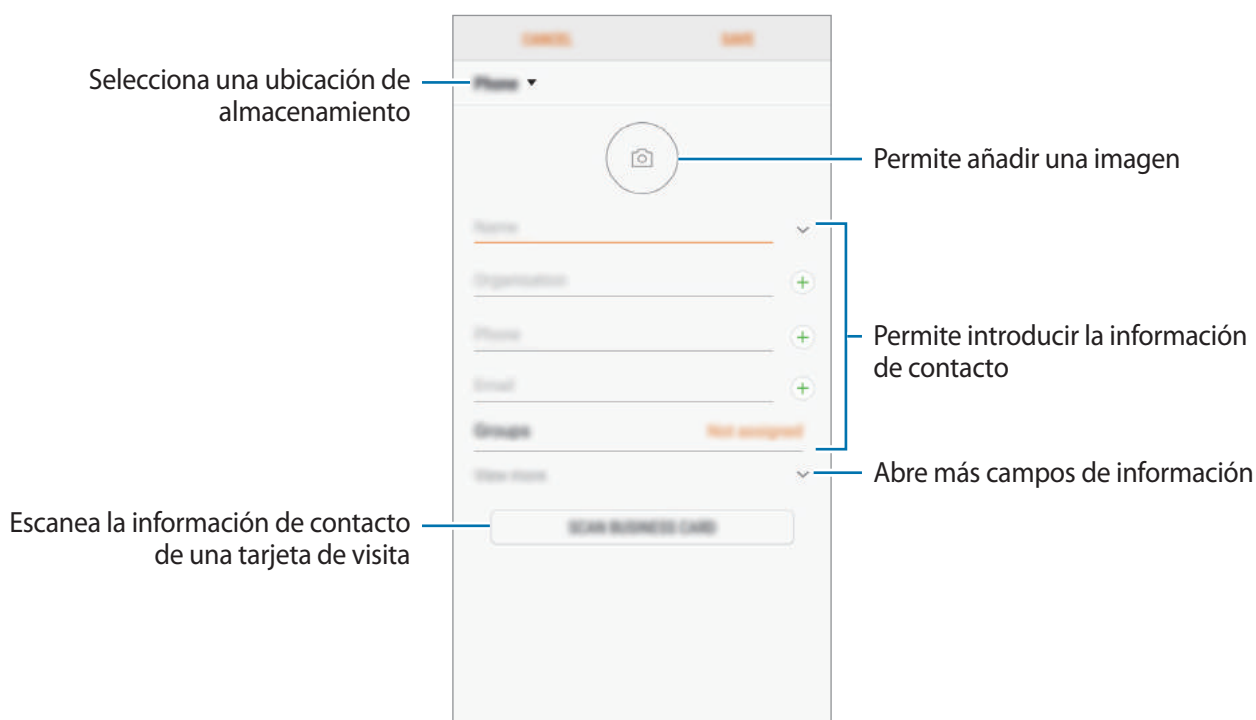 CANCEL
SAVE
Selecciona una ubicación de
almacenamiento
Phone
Permite añadir una imagen
Name
Organisation
Phone
Permite introducir la información
de contacto
Email
Groups
Not assigned
View more
Abre más campos de información
Escanea la información de contacto
de una tarjeta de visita
SCAN BUSINESS CARD